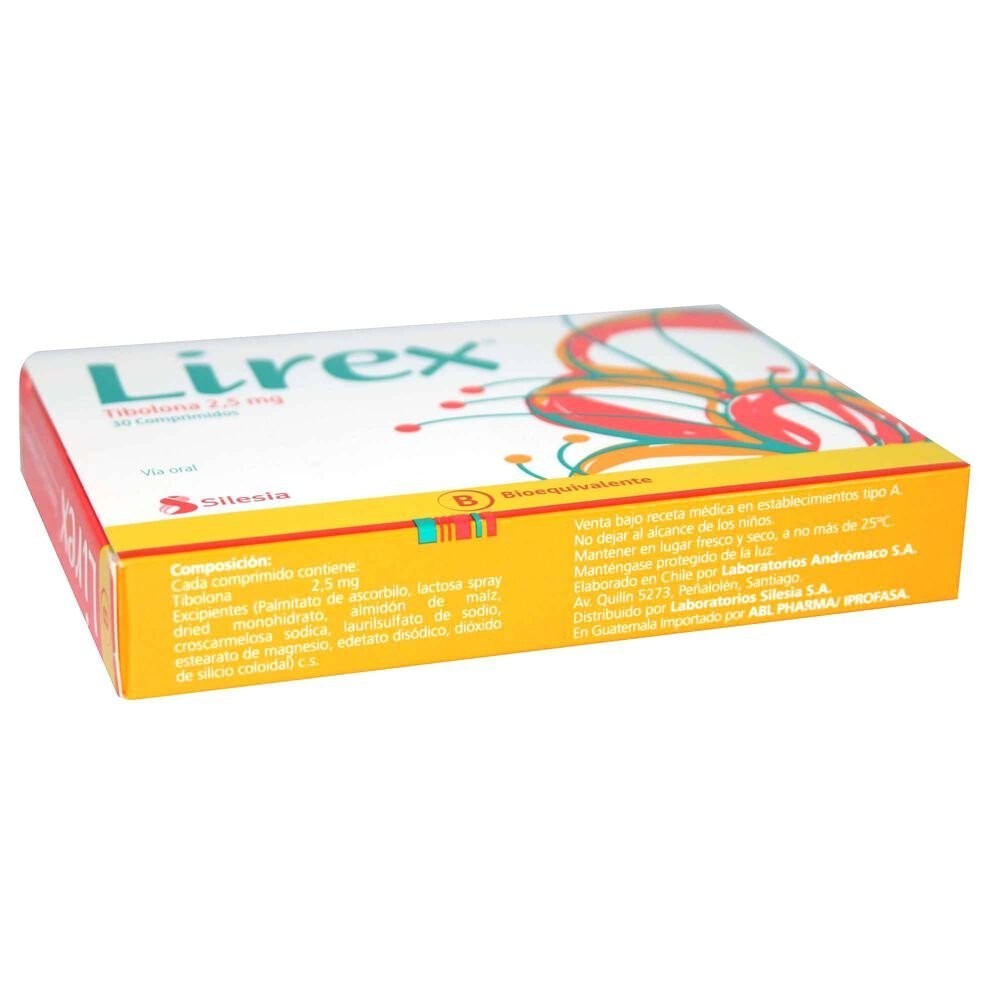 Lirex
Tibolona 2,5 mg
30 Comprimidos
Vía oral
Silesia
B Bioequivalente
Lirex
Composición:
Cada comprimido contiene:
Tibolona 2,5 mg
Excipientes (Palmitato de ascorbilo, lactosa spray
dried monohidrato, almidón de maíz,
croscarmelosa sodica, laurilsulfato de sodio,
estearato de magnesio, edetato disódico, dióxido
de silicio coloidal) c.s.
Venta bajo receta médica en establecimientos tipo A.
No dejar al alcance de los niños.
Mantener en lugar fresco y seco, a no más de 25°C.
Manténgase protegido de la luz.
Elaborado en Chile por Laboratorios Andrómaco S.A.
Av. Quilín 5273, Peñalolén, Santiago.
Distribuido por Laboratorios Silesia S.A.
En Guatemala Importado por ABL PHARMA/ IPROFASA.